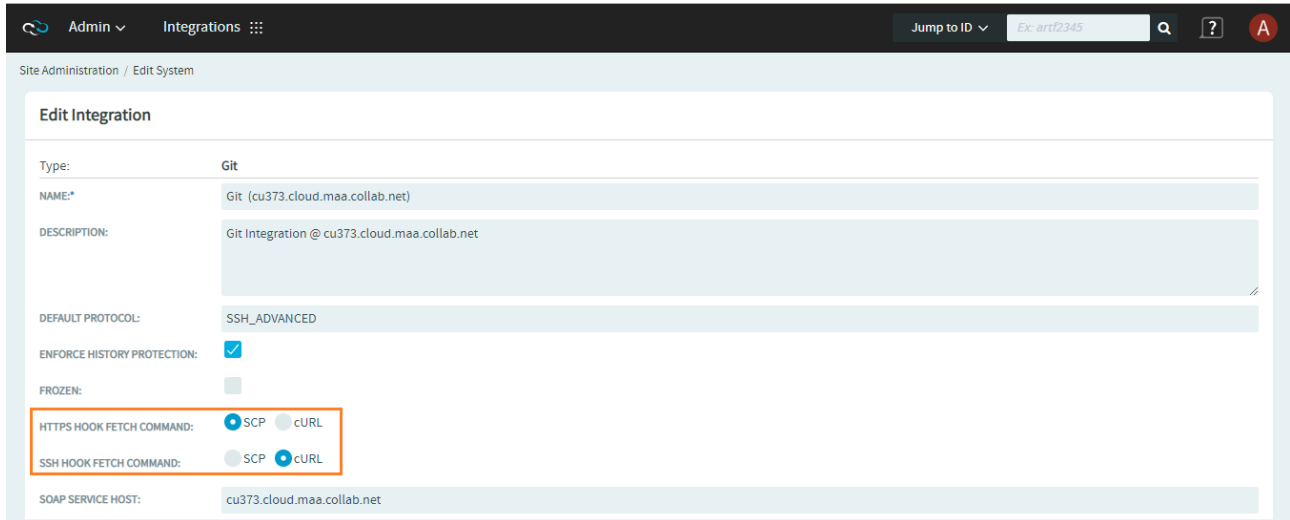 Admin Integrations Jump to ID Ex: artf2345 ? A
Site Administration / Edit System
Edit Integration
Type: Git
NAME:* Git (cu373.cloud.maa.collab.net)
DESCRIPTION: Git Integration @ cu373.cloud.maa.collab.net
DEFAULT PROTOCOL: SSH_ADVANCED
ENFORCE HISTORY PROTECTION:
FROZEN:
HTTPS HOOK FETCH COMMAND: SCP cURL
SSH HOOK FETCH COMMAND: SCP cURL
SOAP SERVICE HOST: cu373.cloud.maa.collab.net